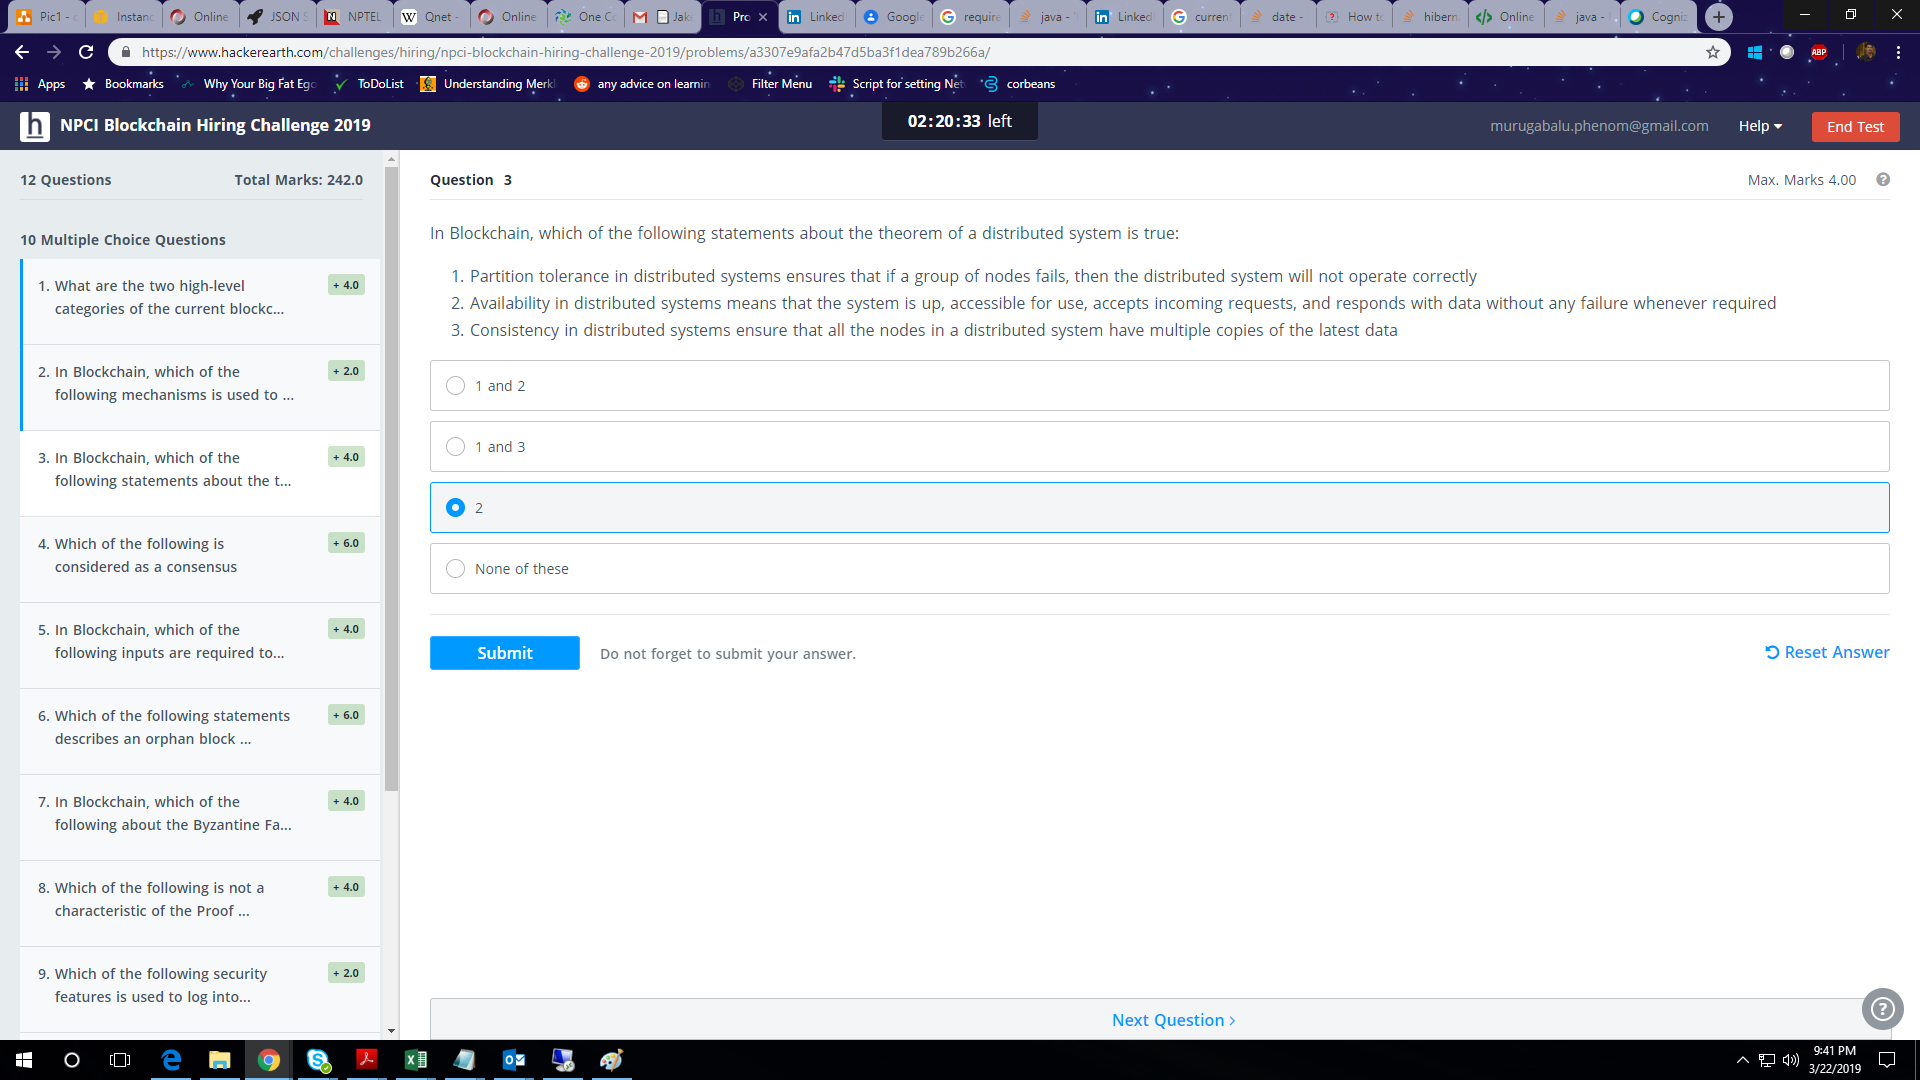 Pic1 - c
Instanc
Online
JSON S
NPTEL
Qnet -
Online
One Co
Jak
Pro
Linked
Google
require
java -
Linked
current
date -
How to
hibern
Online
java -
Cogni
https://www.hackerearth.com/challenges/hiring/npci-blockchain-hiring-challenge-2019/problems/a3307e9afa2b47d5ba3f1dea789b266a/
ABP
Apps
Bookmarks
Why Your Big Fat Ego
ToDoList
Understanding Merkl
any advice on learnin
Filter Menu
Script for setting Net
corbeans
h NPCI Blockchain Hiring Challenge 2019
02:20:33 left
murugabalu.phenom@gmail.com
Help
End Test
12 Questions
Total Marks: 242.0
10 Multiple Choice Questions
1. What are the two high-level
categories of the current blockc...
+ 4.0
2. In Blockchain, which of the
following mechanisms is used to ...
+ 2.0
3. In Blockchain, which of the
following statements about the t...
+ 4.0
4. Which of the following is
considered as a consensus
+ 6.0
5. In Blockchain, which of the
following inputs are required to...
+ 4.0
6. Which of the following statements
describes an orphan block ...
+ 6.0
7. In Blockchain, which of the
following about the Byzantine Fa...
+ 4.0
8. Which of the following is not a
characteristic of the Proof ...
+ 4.0
9. Which of the following security
features is used to log into...
+ 2.0
Question 3
Max. Marks 4.00
In Blockchain, which of the following statements about the theorem of a distributed system is true:
1. Partition tolerance in distributed systems ensures that if a group of nodes fails, then the distributed system will not operate correctly
2. Availability in distributed systems means that the system is up, accessible for use, accepts incoming requests, and responds with data without any failure whenever required
3. Consistency in distributed systems ensure that all the nodes in a distributed system have multiple copies of the latest data
1 and 2
1 and 3
2
None of these
Submit
Do not forget to submit your answer.
Reset Answer
Next Question >
9:41 PM
3/22/2019